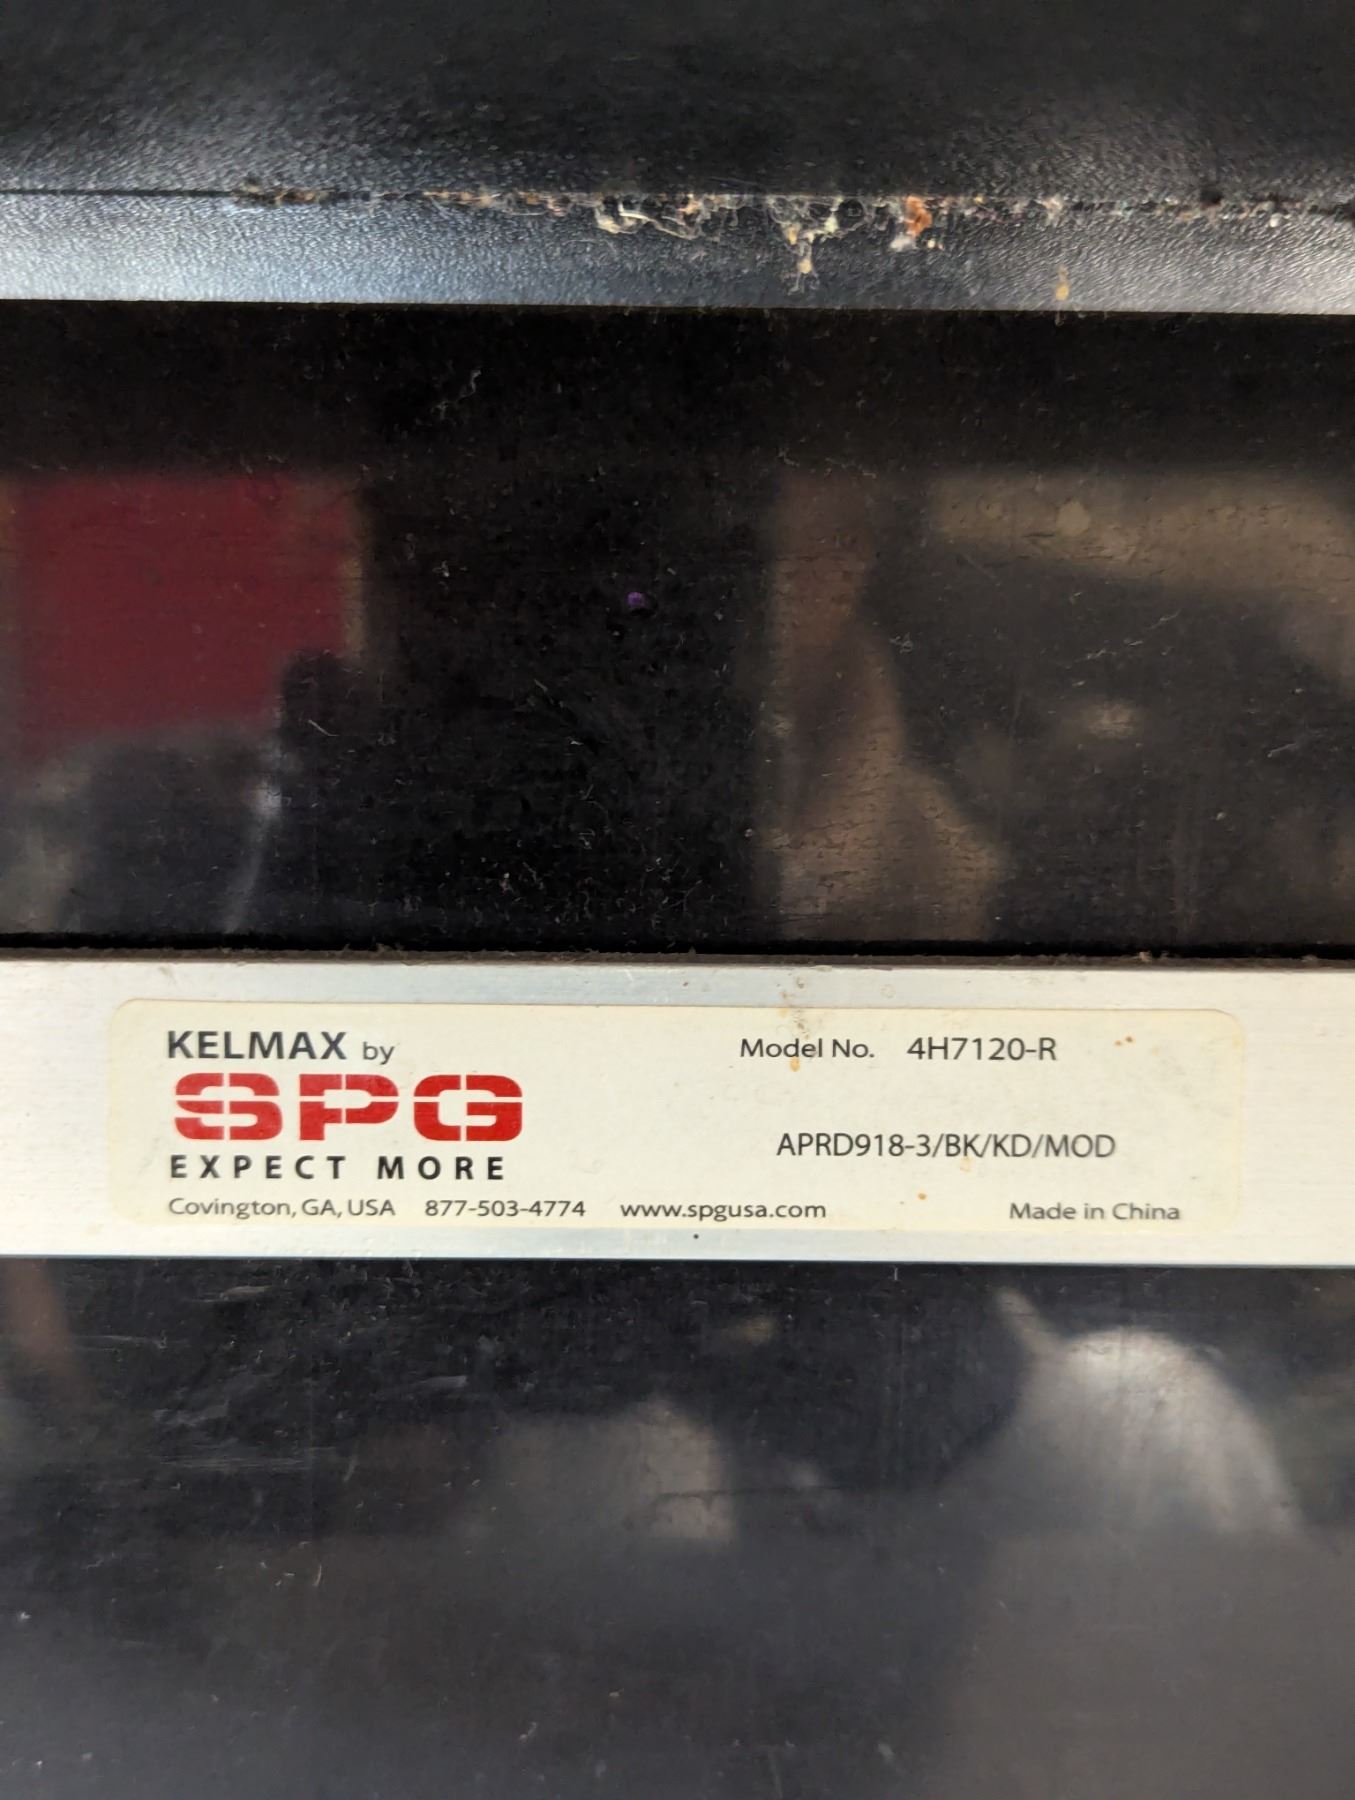 KELMAX by
SPG
EXPECT MORE
Covington, GA, USA 877-503-4774 www.spgusa.com
Model No. 4H7120-R
APRD918-3/BK/KD/MOD
Made in China